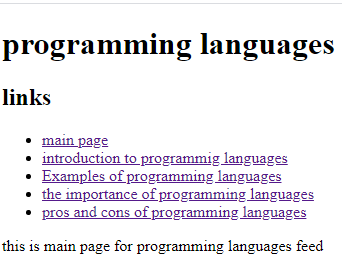 programming languages
links
main page
introduction to programmig languages
Examples of programming languages
the importance of programming languages
pros and cons of programming languages
this is main page for programming languages feed